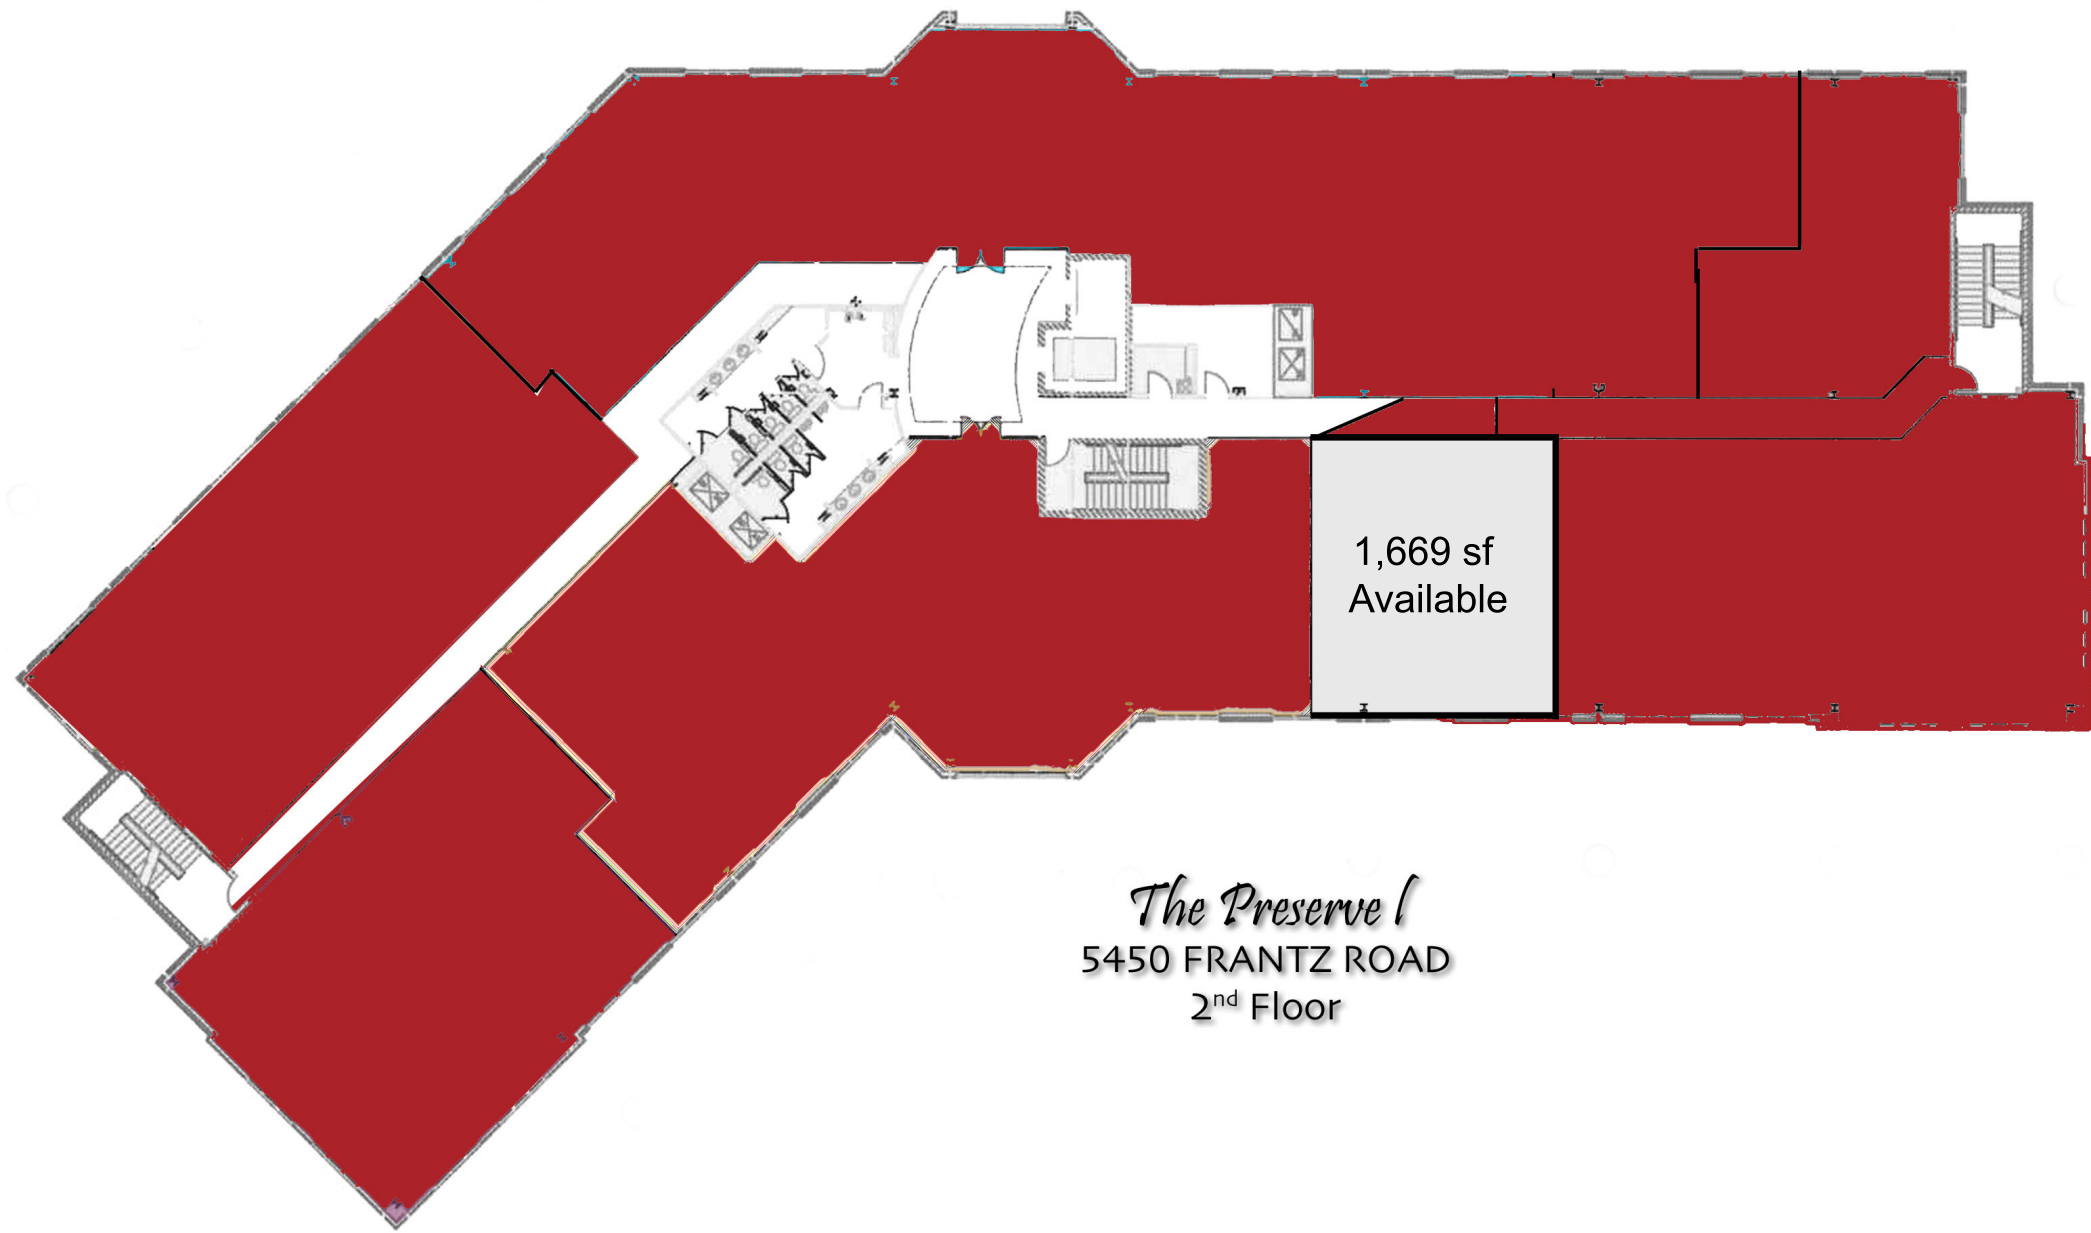 1,669 sf
Available
The Preserve I
5450 FRANTZ ROAD
2nd Floor